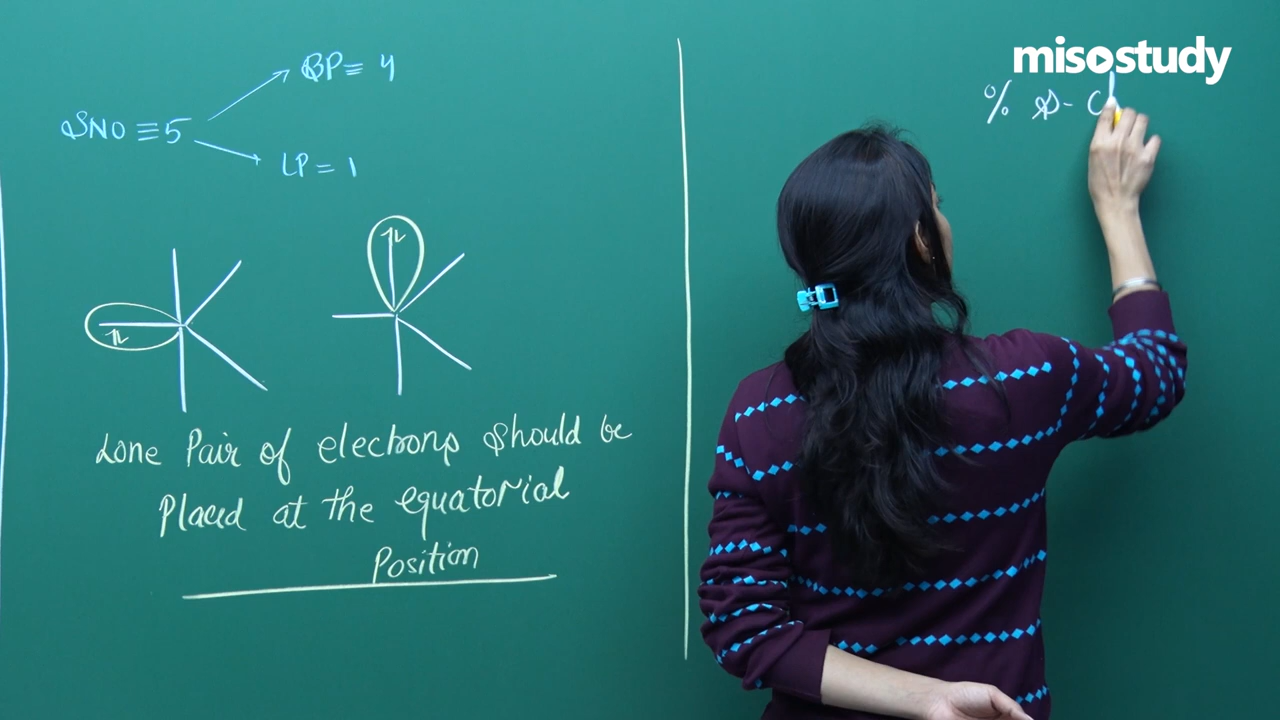 SNO ≡ 5
BP ≡ 4
LP = 1
Lone Pair of electrons should be
Placed at the equatorial
Position
misostudy
% S- C